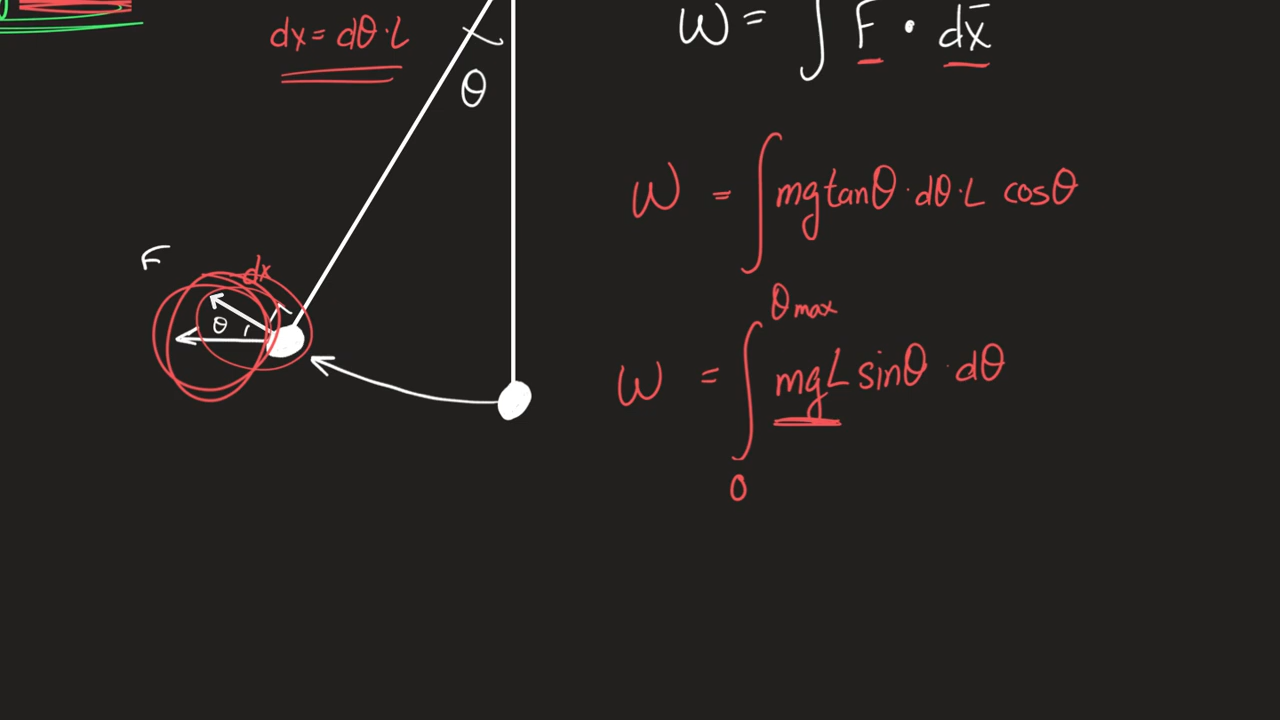 dx = dθ·L
W = ∫ F · dx̄
θ
W = ∫ mg tanθ · dθ · L cosθ
F
dx
θ
θmax
W = ∫ mgL sinθ · dθ
0